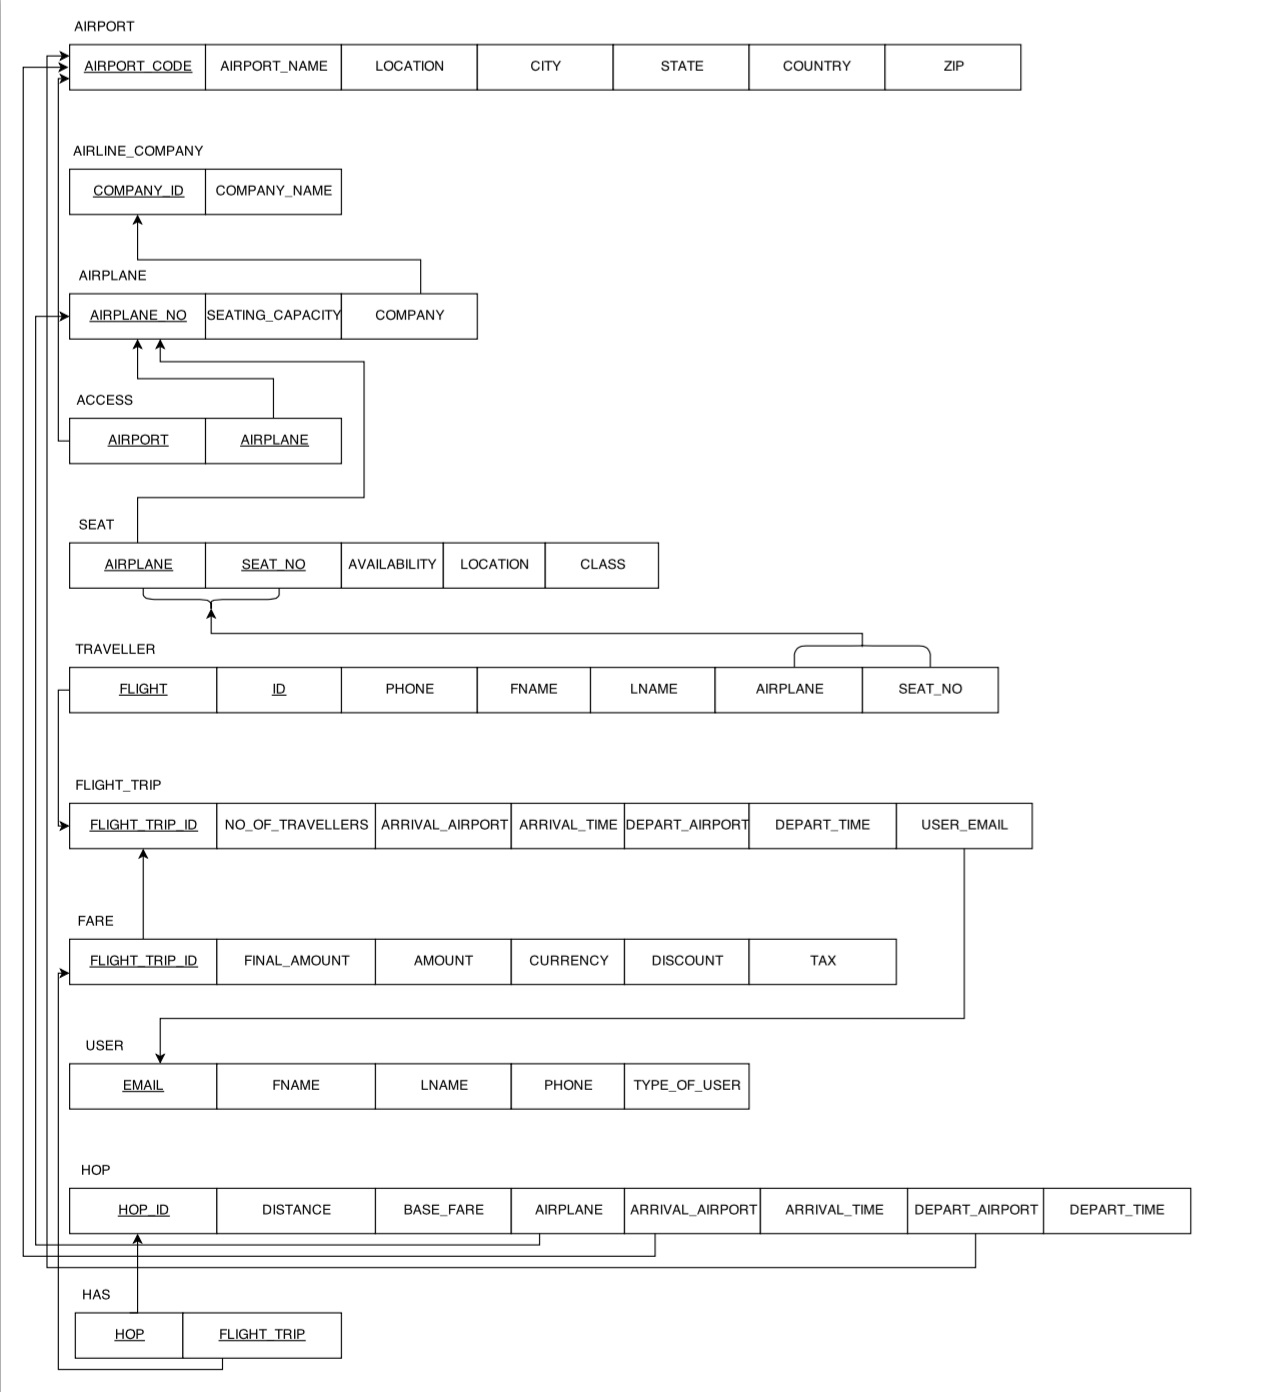 AIRPORT
AIRPORT_CODE AIRPORT_NAME LOCATION CITY STATE COUNTRY ZIP
AIRLINE_COMPANY
COMPANY_ID COMPANY_NAME
AIRPLANE
AIRPLANE_NO SEATING_CAPACITY COMPANY
ACCESS
AIRPORT AIRPLANE
SEAT
AIRPLANE SEAT_NO AVAILABILITY LOCATION CLASS
TRAVELLER
FLIGHT ID PHONE FNAME LNAME AIRPLANE SEAT_NO
FLIGHT_TRIP
FLIGHT_TRIP_ID NO_OF_TRAVELLERS ARRIVAL_AIRPORT ARRIVAL_TIME DEPART_AIRPORT DEPART_TIME USER_EMAIL
FARE
FLIGHT_TRIP_ID FINAL_AMOUNT AMOUNT CURRENCY DISCOUNT TAX
USER
EMAIL FNAME LNAME PHONE TYPE_OF_USER
HOP
HOP_ID DISTANCE BASE_FARE AIRPLANE ARRIVAL_AIRPORT ARRIVAL_TIME DEPART_AIRPORT DEPART_TIME
HAS
HOP FLIGHT_TRIP